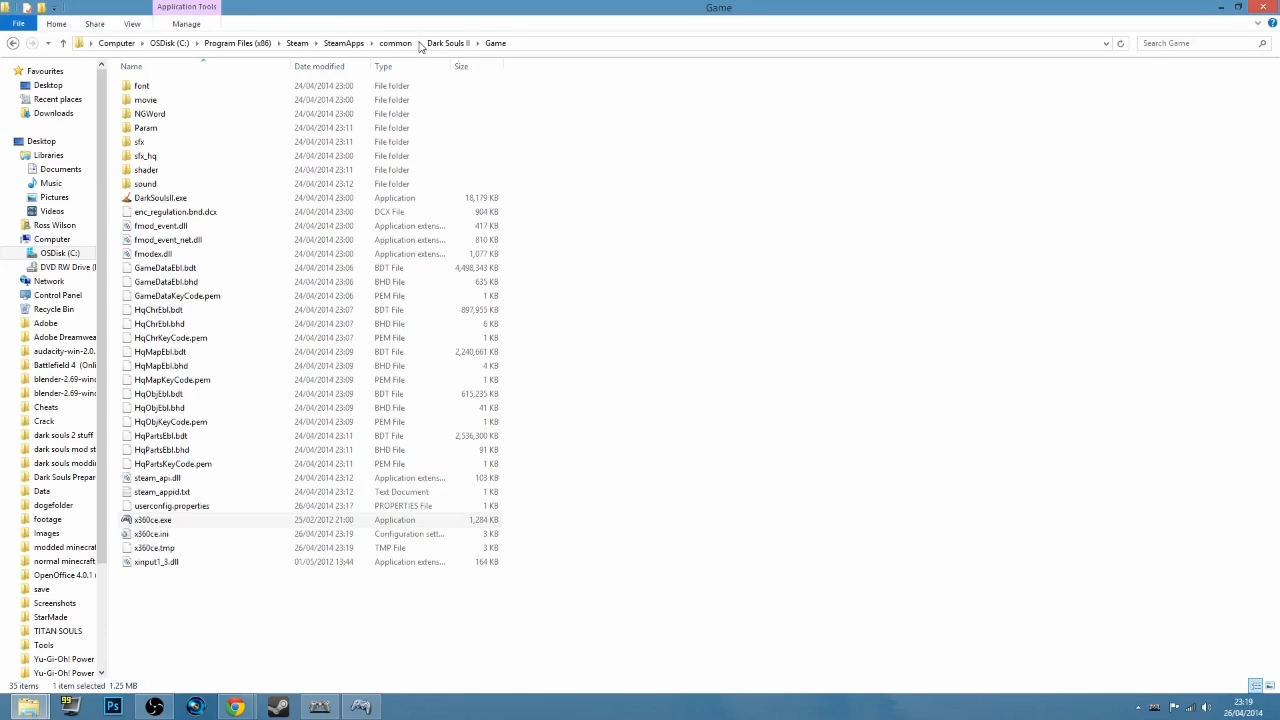 Application Tools
Game
File Home Share View Manage
Computer OSDisk (C:) Program Files (x86) Steam SteamApps common Dark Souls II Game Search Game
Name Date modified Type Size
font 24/04/2014 23:00 File folder
movie 24/04/2014 23:00 File folder
NGWord 24/04/2014 23:00 File folder
Param 24/04/2014 23:11 File folder
sfx 24/04/2014 23:11 File folder
sfx_hq 24/04/2014 23:00 File folder
shader 24/04/2014 23:11 File folder
sound 24/04/2014 23:12 File folder
DarkSoulsII.exe 24/04/2014 23:00 Application 18,179 KB
enc_regulation.bnd.dcx 24/04/2014 23:00 DCX File 904 KB
fmod_event.dll 24/04/2014 23:00 Application extens... 417 KB
fmod_event_net.dll 24/04/2014 23:00 Application extens... 810 KB
fmodex.dll 24/04/2014 23:00 Application extens... 1,077 KB
GameDataEbl.bdt 24/04/2014 23:06 BDT File 4,498,343 KB
GameDataEbl.bhd 24/04/2014 23:06 BHD File 635 KB
GameDataKeyCode.pem 24/04/2014 23:06 PEM File 1 KB
HqChrEbl.bdt 24/04/2014 23:07 BDT File 897,955 KB
HqChrEbl.bhd 24/04/2014 23:07 BHD File 6 KB
HqChrKeyCode.pem 24/04/2014 23:07 PEM File 1 KB
HqMapEbl.bdt 24/04/2014 23:09 BDT File 2,240,661 KB
HqMapEbl.bhd 24/04/2014 23:09 BHD File 4 KB
HqMapKeyCode.pem 24/04/2014 23:09 PEM File 1 KB
HqObjEbl.bdt 24/04/2014 23:09 BDT File 615,235 KB
HqObjEbl.bhd 24/04/2014 23:09 BHD File 41 KB
HqObjKeyCode.pem 24/04/2014 23:09 PEM File 1 KB
HqPartsEbl.bdt 24/04/2014 23:11 BDT File 2,536,300 KB
HqPartsEbl.bhd 24/04/2014 23:11 BHD File 91 KB
HqPartsKeyCode.pem 24/04/2014 23:11 PEM File 1 KB
steam_api.dll 24/04/2014 23:12 Application extens... 103 KB
steam_appid.txt 24/04/2014 23:12 Text Document 1 KB
userconfig.properties 26/04/2014 23:17 PROPERTIES File 1 KB
x360ce.exe 25/02/2012 21:00 Application 1,284 KB
x360ce.ini 26/04/2014 23:19 Configuration sett... 3 KB
x360ce.tmp 26/04/2014 23:19 TMP File 3 KB
xinput1_3.dll 01/05/2012 13:44 Application extens... 164 KB
Favourites
Desktop
Recent places
Downloads
Desktop
Libraries
Documents
Music
Pictures
Videos
Ross Wilson
Computer
OSDisk (C:)
DVD RW Drive (
Network
Control Panel
Recycle Bin
Adobe
Adobe Dreamwea
audacity-win-2.0.
Battlefield 4 (Onli
blender-2.69-wind
blender-2.69-wind
Cheats
Crack
dark souls 2 stuff
dark souls mod st
dark souls moddin
Dark Souls Prepar
Data
dogefolder
footage
Images
modded minecraf
normal minecraft
OpenOffice 4.0.1 (
save
Screenshots
StarMade
TITAN SOULS
Tools
Yu-Gi-Oh! Power
Yu-Gi-Oh! Power
35 items 1 item selected 1.25 MB
99 Ps
23:19
26/04/2014